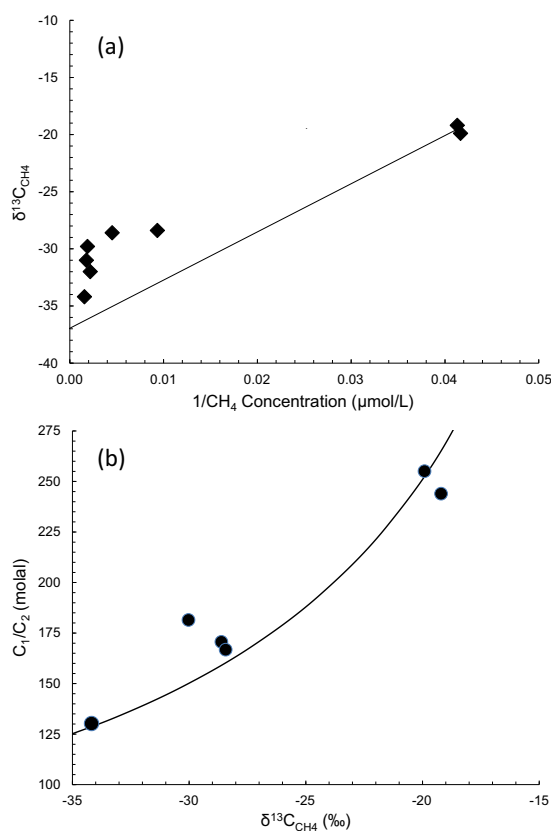 (a)
-10
-15
-20
-25
-30
-35
-40
δ¹³C_CH4
0.00 0.01 0.02 0.03 0.04 0.05
1/CH₄ Concentration (µmol/L)
(b)
275
250
225
200
175
150
125
100
C₁/C₂ (molal)
-35 -30 -25 -20 -15
δ¹³C_CH4 (‰)